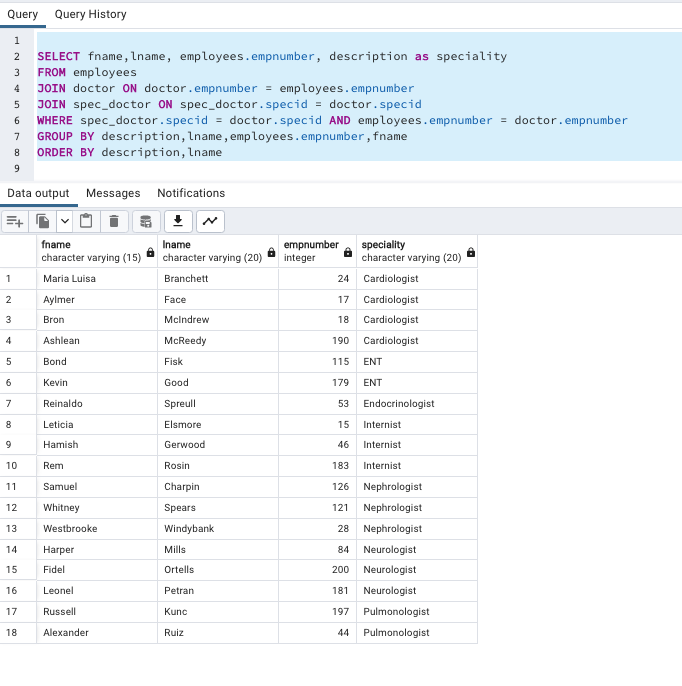 Query Query History
1
2 SELECT fname,lname, employees.empnumber, description as speciality
3 FROM employees
4 JOIN doctor ON doctor.empnumber = employees.empnumber
5 JOIN spec_doctor ON spec_doctor.specid = doctor.specid
6 WHERE spec_doctor.specid = doctor.specid AND employees.empnumber = doctor.empnumber
7 GROUP BY description,lname,employees.empnumber,fname
8 ORDER BY description,lname
9
Data output Messages Notifications
fname lname empnumber speciality
character varying (15) character varying (20) integer character varying (20)
1 Maria Luisa Branchett 24 Cardiologist
2 Aylmer Face 17 Cardiologist
3 Bron McIndrew 18 Cardiologist
4 Ashlean McReedy 190 Cardiologist
5 Bond Fisk 115 ENT
6 Kevin Good 179 ENT
7 Reinaldo Spreull 53 Endocrinologist
8 Leticia Elsmore 15 Internist
9 Hamish Gerwood 46 Internist
10 Rem Rosin 183 Internist
11 Samuel Charpin 126 Nephrologist
12 Whitney Spears 121 Nephrologist
13 Westbrooke Windybank 28 Nephrologist
14 Harper Mills 84 Neurologist
15 Fidel Ortells 200 Neurologist
16 Leonel Petran 181 Neurologist
17 Russell Kunc 197 Pulmonologist
18 Alexander Ruiz 44 Pulmonologist